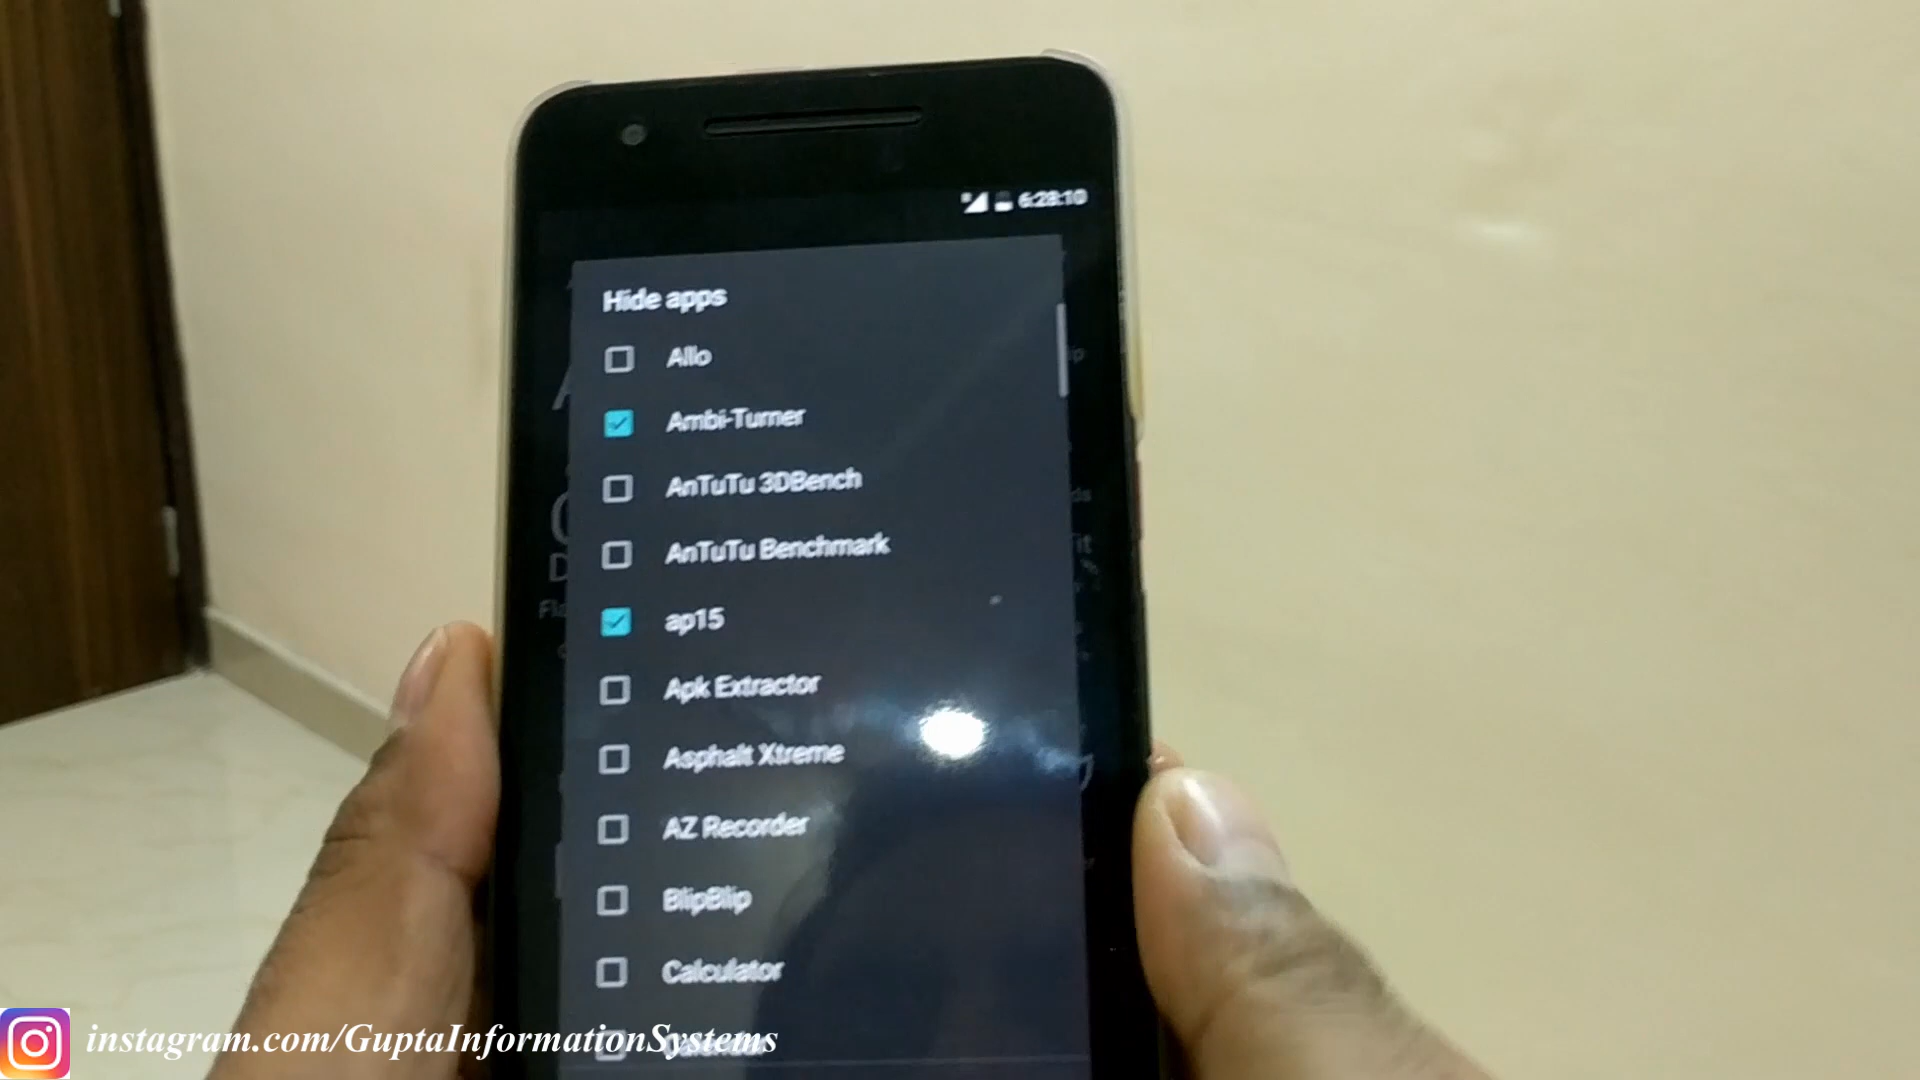 6:28:10
Hide apps
Allo
Ambi-Turner
AnTuTu 3DBench
AnTuTu Benchmark
ap15
Apk Extractor
Asphalt Xtreme
AZ Recorder
BlipBlip
Calculator
instagram.com/GuptaInformationSystems